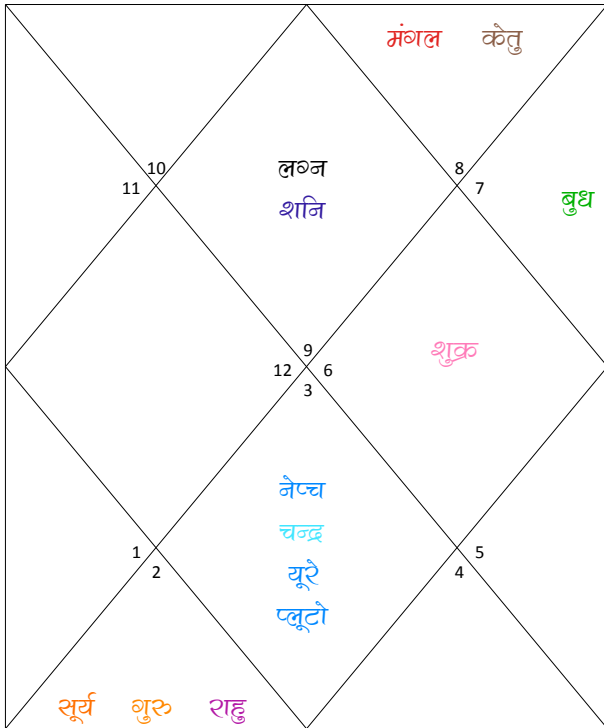 मंगल केतु
10 8
लग्न
11 7
बुध
शनि
शुक्र
9
12 6
3
नेप्च
चन्द्र
1 5
यूरे
2 4
प्लूटो
सूर्य गुरु राहु